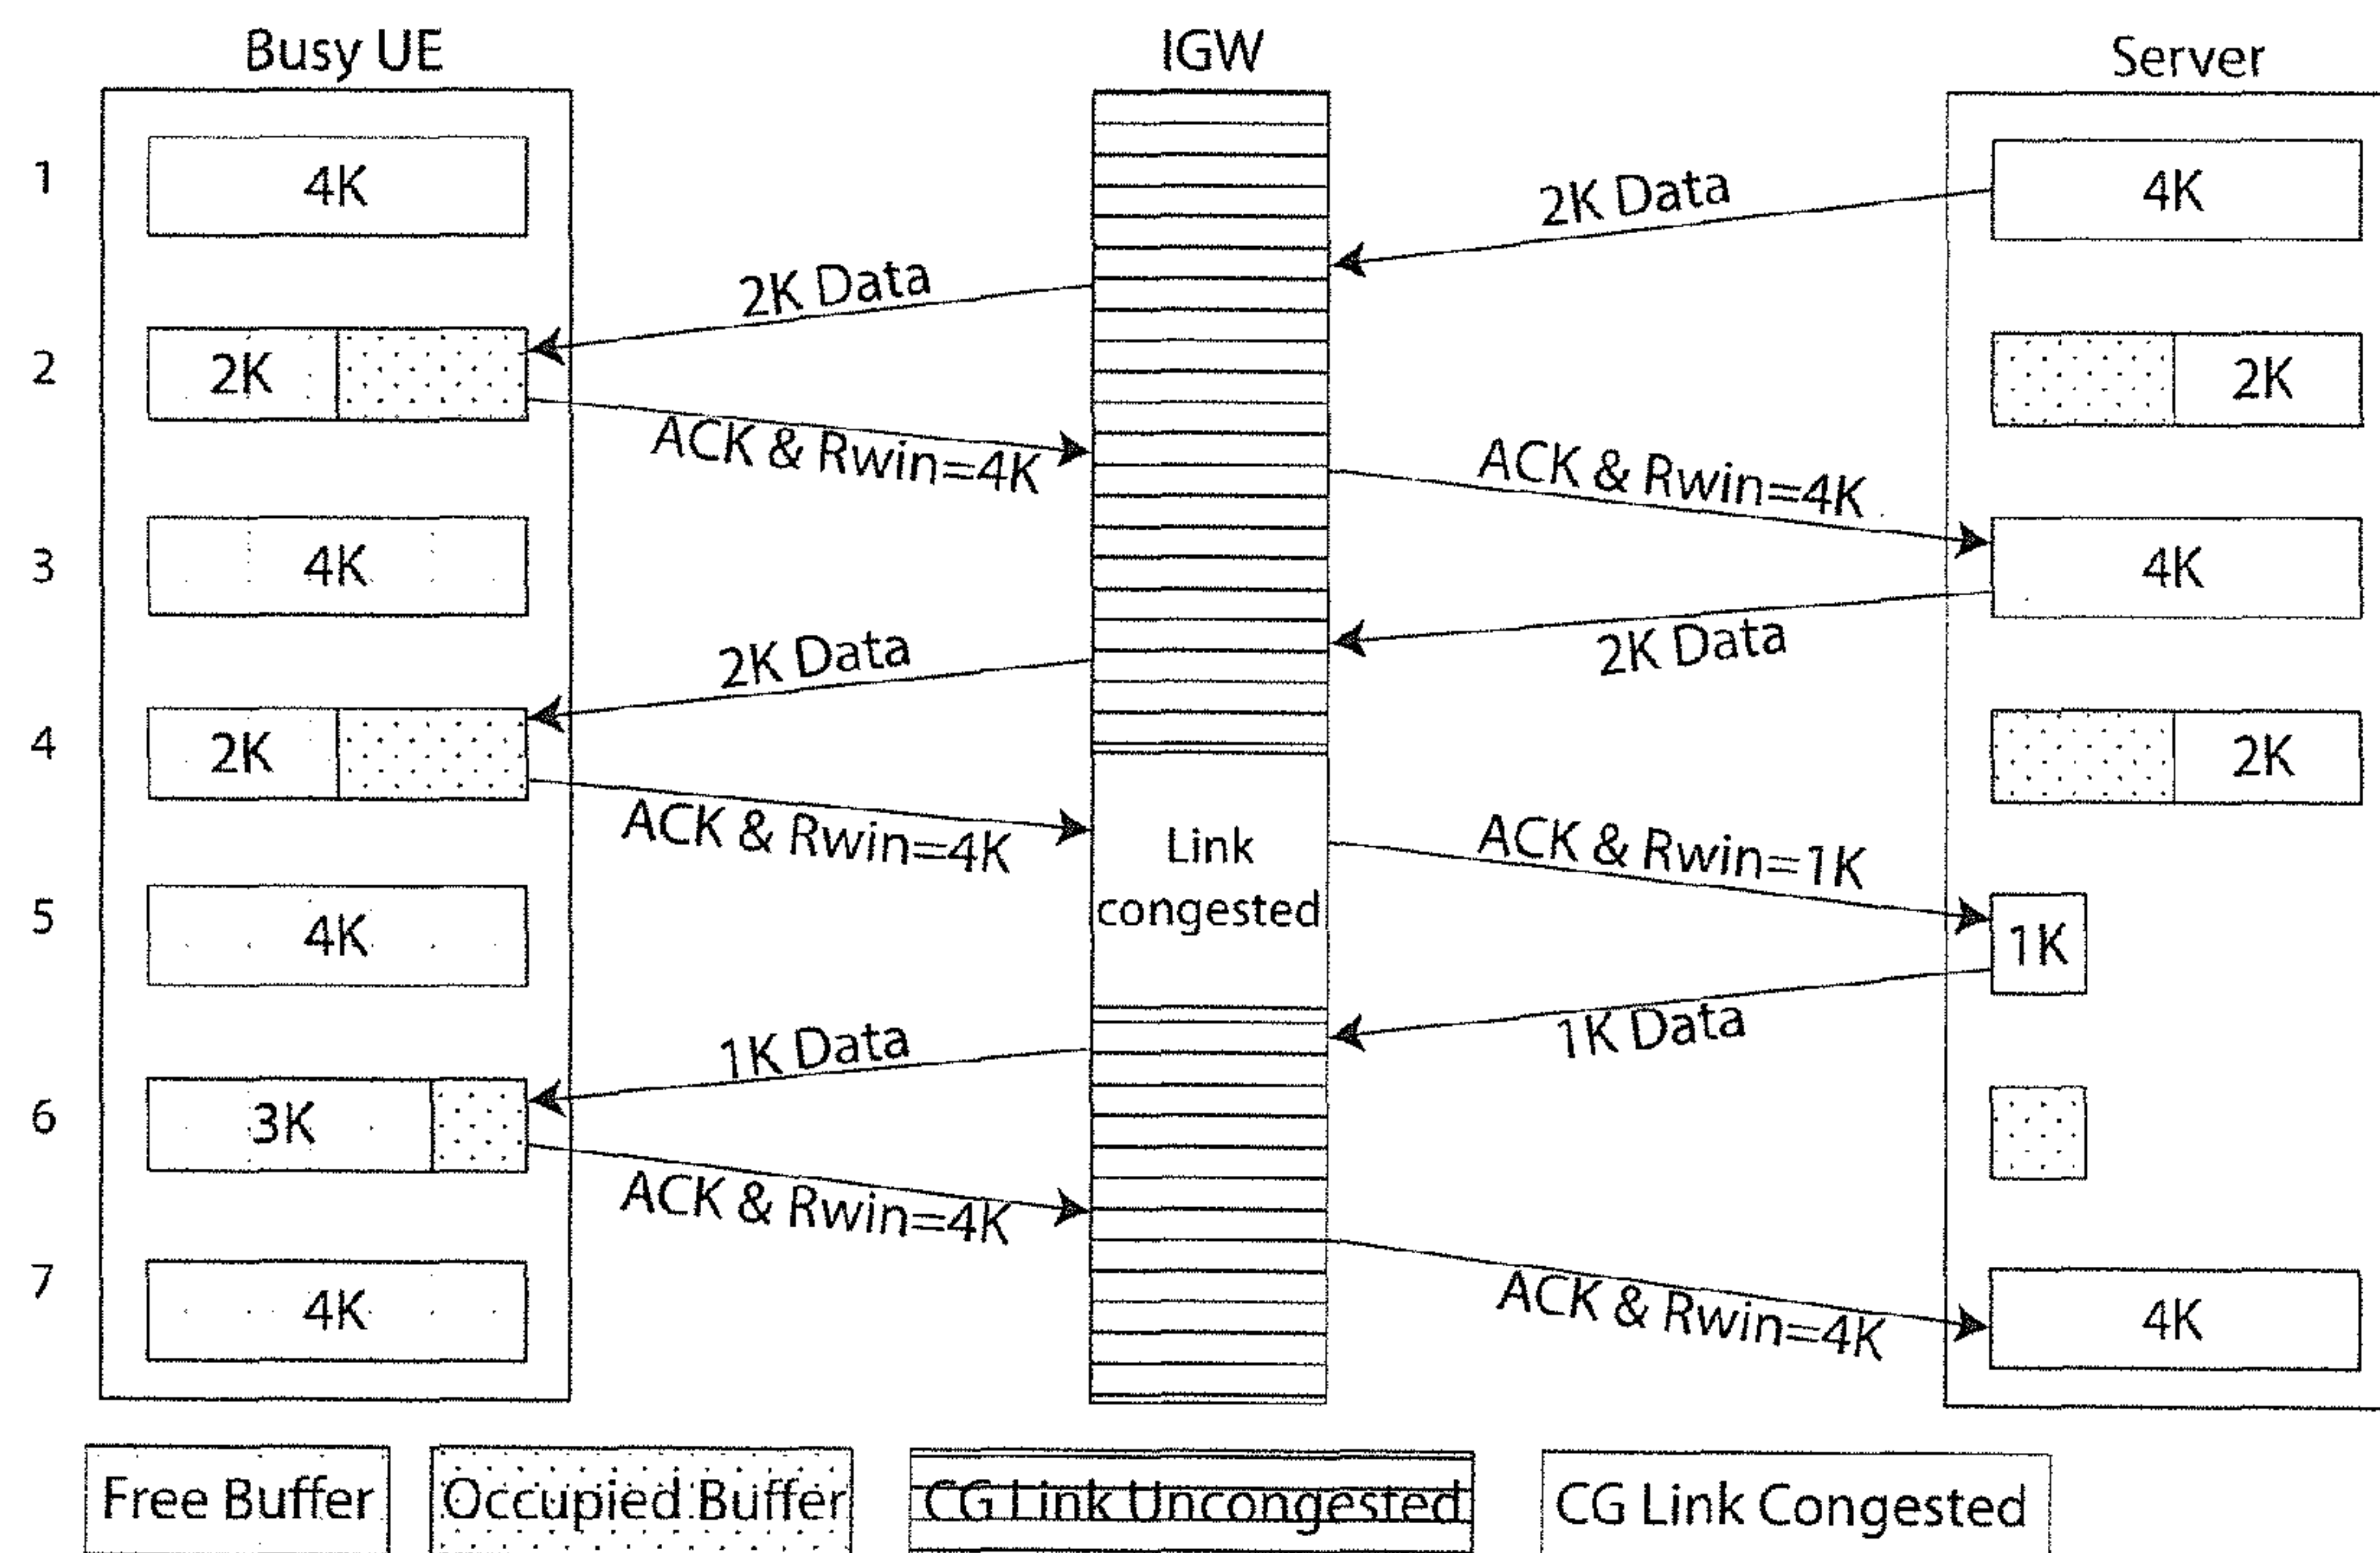 Busy UE
IGW
Server
1
4K
2K Data
4K
2K Data
2
2K
2K
ACK & Rwin=4K
ACK & Rwin=4K
3
4K
4K
2K Data
2K Data
4
2K
2K
ACK & Rwin=4K
Link
congested
ACK & Rwin=1K
5
4K
1K
1K Data
1K Data
6
3K
ACK & Rwin=4K
ACK & Rwin=4K
7
4K
4K
Free Buffer
Occupied Buffer
CG Link Uncongested
CG Link Congested